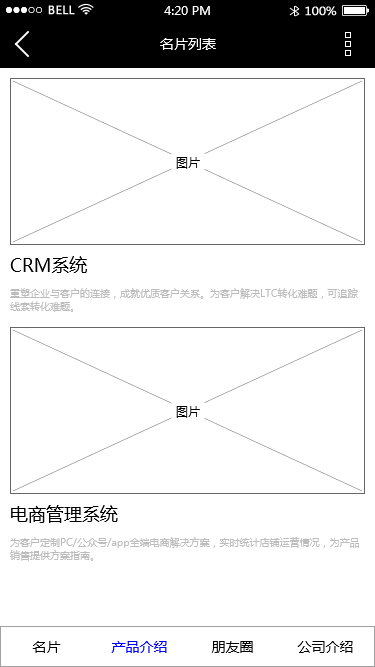 BELL 4:20 PM 100%
名片列表
图片
CRM系统
重塑企业与客户的连接，成就优质客户关系。为客户解决LTC转化难题，可追踪
线索转化难题。
图片
电商管理系统
为客户定制PC/公众号/app全端电商解决方案，实时统计店铺运营情况，为产品
销售提供方案指南。
名片 产品介绍 朋友圈 公司介绍